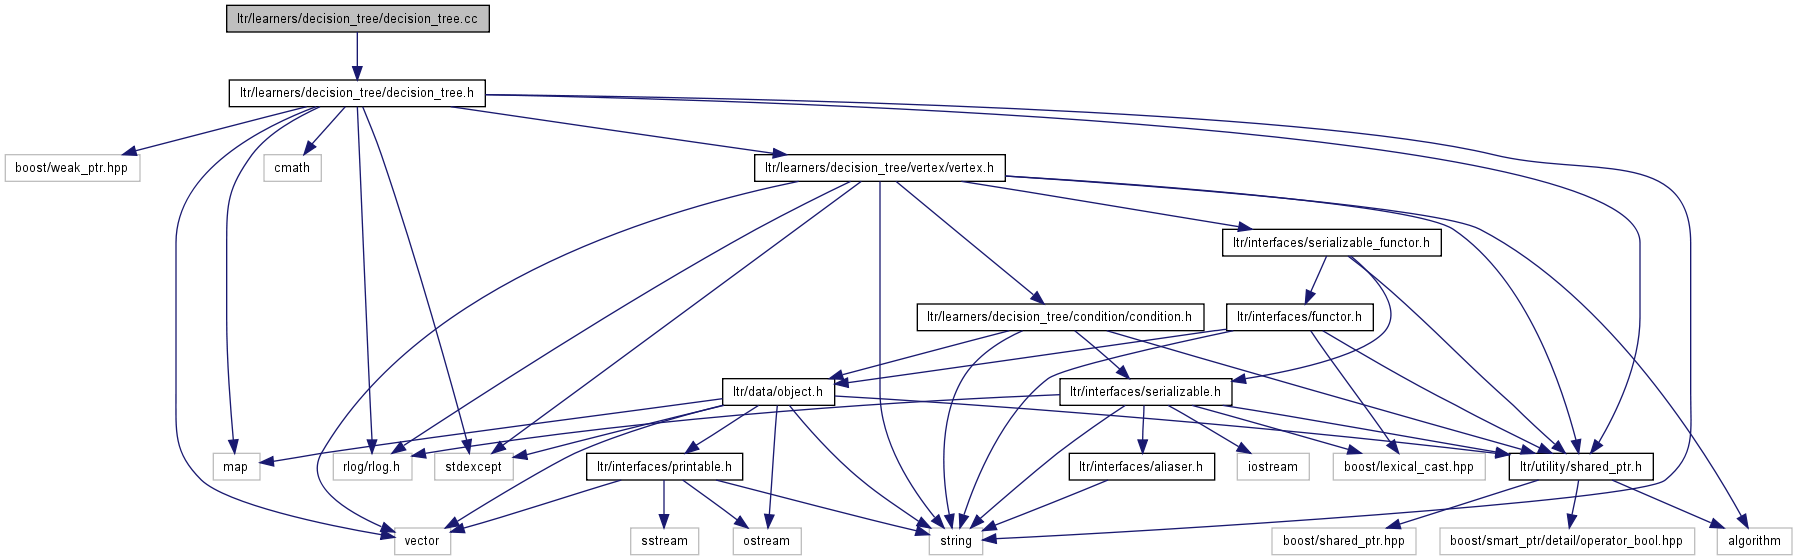 ltr/learners/decision_tree/decision_tree.cc
ltr/learners/decision_tree/decision_tree.h
boost/weak_ptr.hpp
cmath
ltr/learners/decision_tree/vertex/vertex.h
ltr/interfaces/serializable_functor.h
ltr/learners/decision_tree/condition/condition.h
ltr/interfaces/functor.h
ltr/data/object.h
ltr/interfaces/serializable.h
map
rlog/rlog.h
stdexcept
ltr/interfaces/printable.h
ltr/interfaces/aliaser.h
iostream
boost/lexical_cast.hpp
ltr/utility/shared_ptr.h
vector
sstream
ostream
string
boost/shared_ptr.hpp
boost/smart_ptr/detail/operator_bool.hpp
algorithm